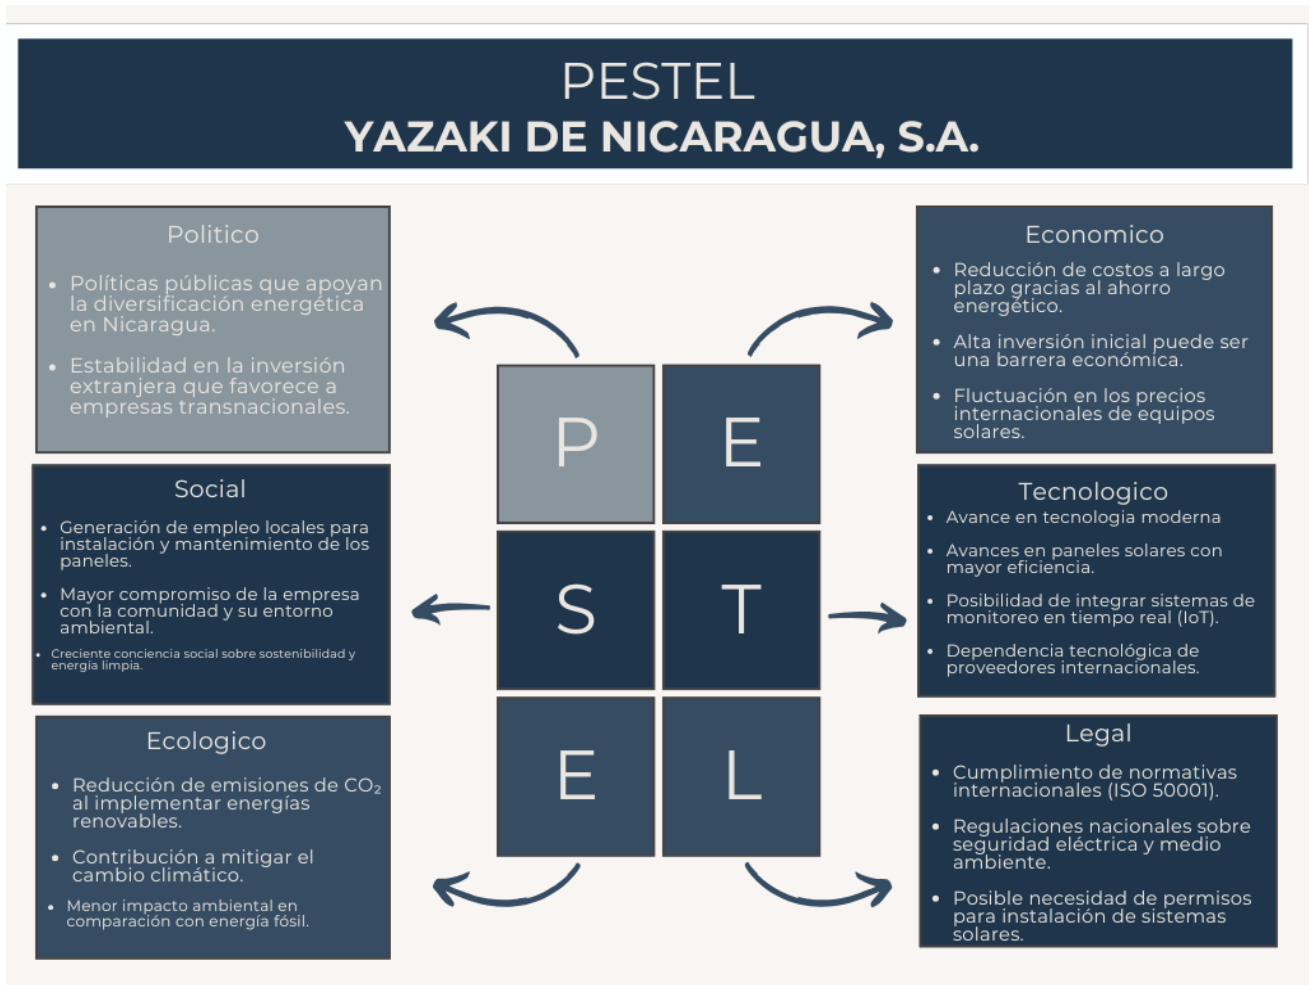 PESTEL
YAZAKI DE NICARAGUA, S.A.
Politico
• Políticas públicas que apoyan
la diversificación energética
en Nicaragua.
• Estabilidad en la inversión
extranjera que favorece a
empresas transnacionales.
Economico
• Reducción de costos a largo
plazo gracias al ahorro
energético.
• Alta inversión inicial puede ser
una barrera económica.
• Fluctuación en los precios
internacionales de equipos
solares.
P
E
Social
• Generación de empleo locales para
instalación y mantenimiento de los
paneles.
• Mayor compromiso de la empresa
con la comunidad y su entorno
ambiental.
• Creciente conciencia social sobre sostenibilidad y
energía limpia.
S
T
Tecnologico
• Avance en tecnologia moderna
• Avances en paneles solares con
mayor eficiencia.
• Posibilidad de integrar sistemas de
monitoreo en tiempo real (IoT).
• Dependencia tecnológica de
proveedores internacionales.
Ecologico
• Reducción de emisiones de CO₂
al implementar energías
renovables.
• Contribución a mitigar el
cambio climático.
• Menor impacto ambiental en
comparación con energía fósil.
E
L
Legal
• Cumplimiento de normativas
internacionales (ISO 50001).
• Regulaciones nacionales sobre
seguridad eléctrica y medio
ambiente.
• Posible necesidad de permisos
para instalación de sistemas
solares.